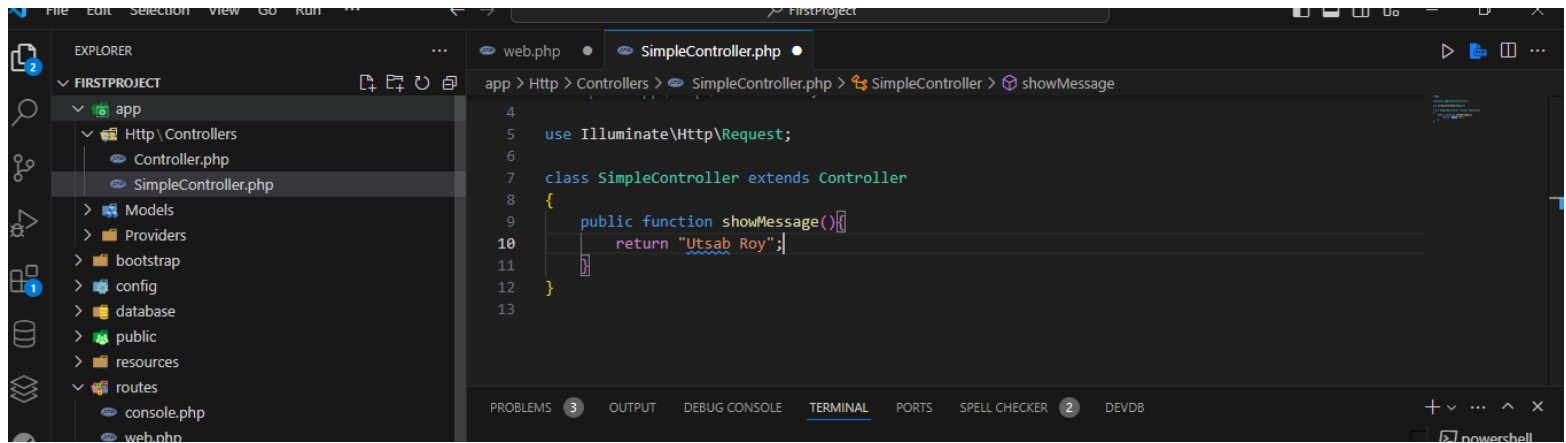 File Edit Selection View Go Run ...
FirstProject
EXPLORER ...
web.php
SimpleController.php
FIRSTPROJECT
app > Http > Controllers > SimpleController.php > SimpleController > showMessage
app
Http\Controllers
Controller.php
SimpleController.php
Models
Providers
bootstrap
config
database
public
resources
routes
console.php
web.php
2
1
4
5 use Illuminate\Http\Request;
6
7 class SimpleController extends Controller
8 {
9 public function showMessage(){
10 return "Utsab Roy";
11 }
12 }
13
PROBLEMS 3 OUTPUT DEBUG CONSOLE TERMINAL PORTS SPELL CHECKER 2 DEVDB
powershell